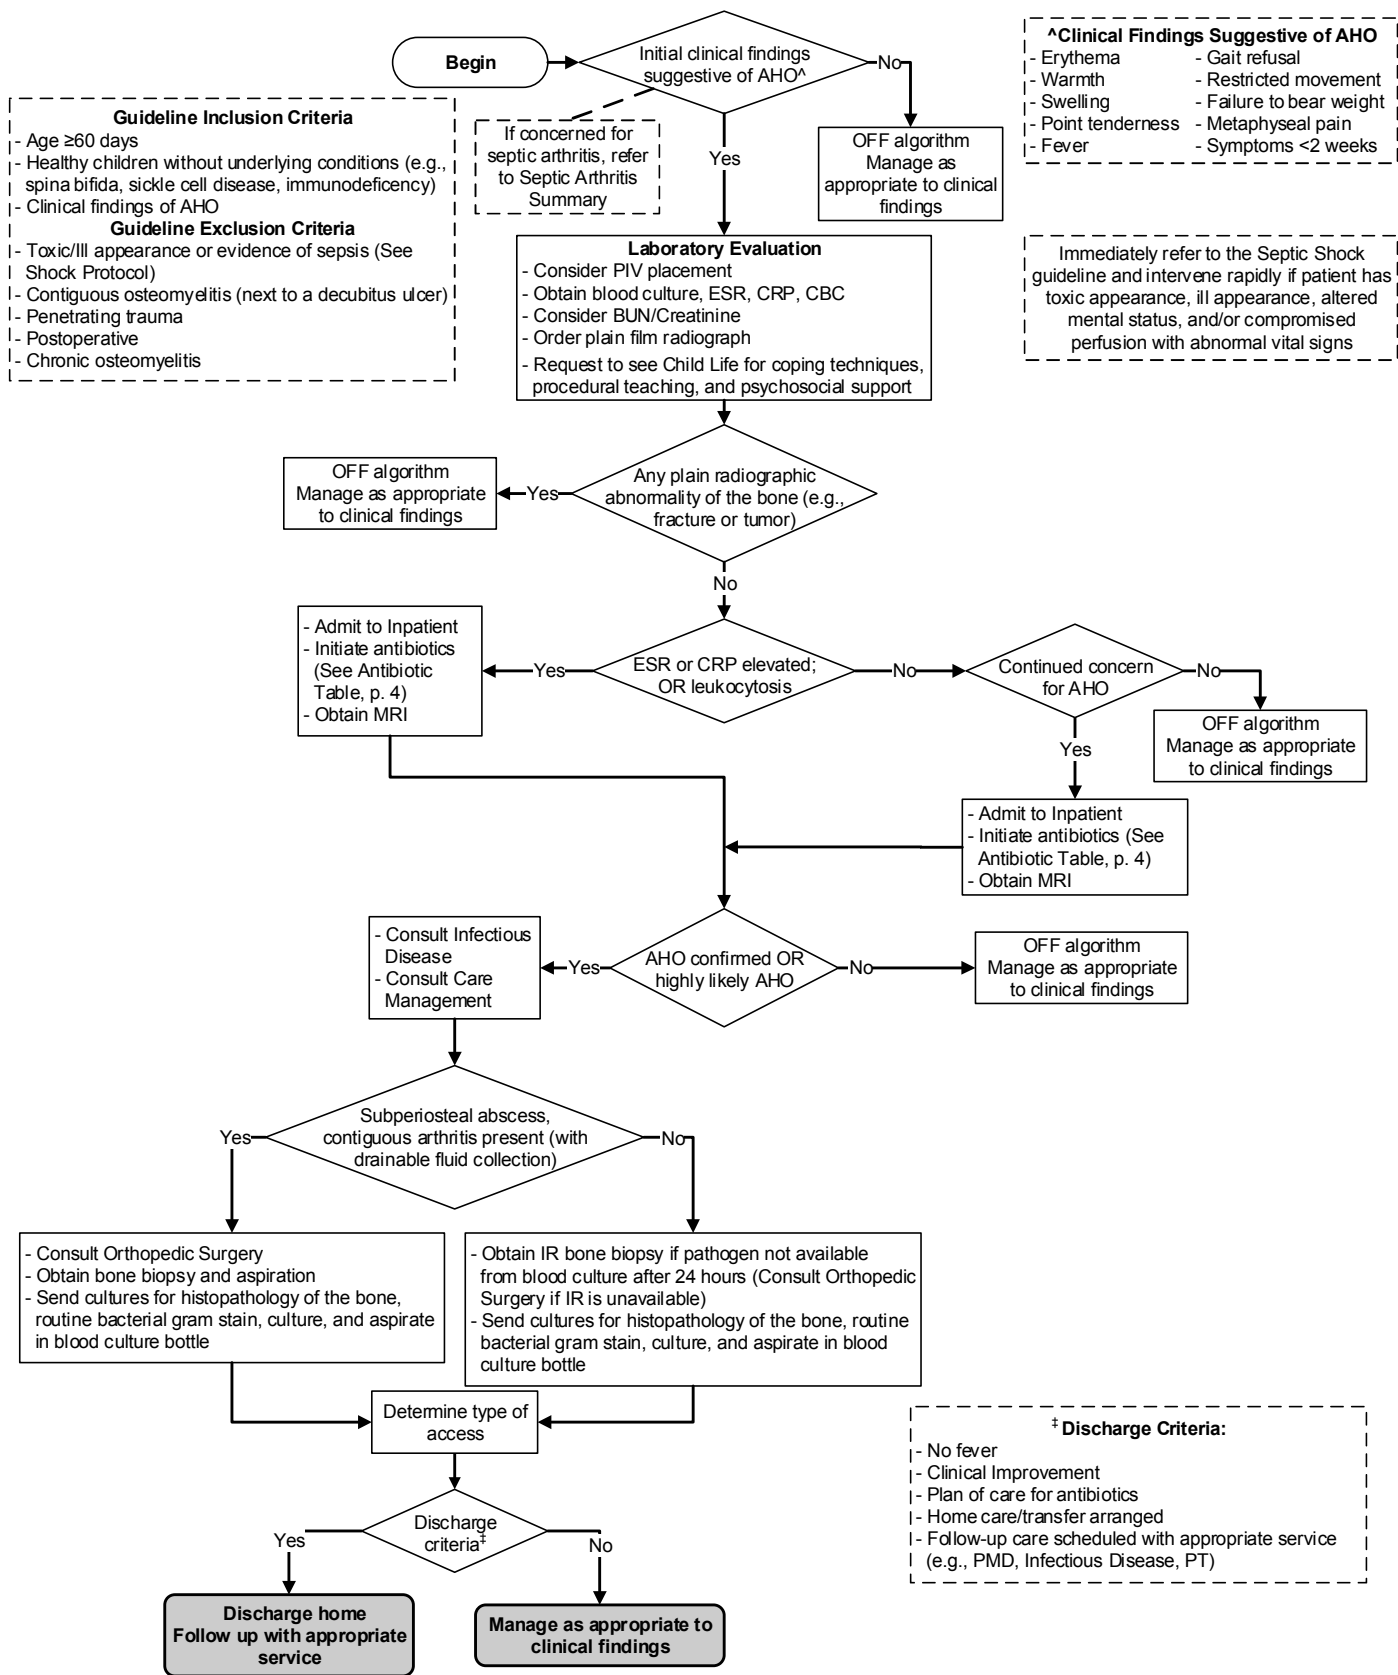 Begin
Initial clinical findings
suggestive of AHO^
No
Yes
^Clinical Findings Suggestive of AHO
- Erythema
- Warmth
- Swelling
- Point tenderness
- Fever
- Gait refusal
- Restricted movement
- Failure to bear weight
- Metaphyseal pain
- Symptoms <2 weeks
Guideline Inclusion Criteria
- Age ≥60 days
- Healthy children without underlying conditions (e.g.,
spina bifida, sickle cell disease, immunodeficency)
- Clinical findings of AHO
Guideline Exclusion Criteria
- Toxic/Ill appearance or evidence of sepsis (See
Shock Protocol)
- Contiguous osteomyelitis (next to a decubitus ulcer)
- Penetrating trauma
- Postoperative
- Chronic osteomyelitis
If concerned for
septic arthritis, refer
to Septic Arthritis
Summary
OFF algorithm
Manage as
appropriate to clinical
findings
Laboratory Evaluation
- Consider PIV placement
- Obtain blood culture, ESR, CRP, CBC
- Consider BUN/Creatinine
- Order plain film radiograph
- Request to see Child Life for coping techniques,
procedural teaching, and psychosocial support
Immediately refer to the Septic Shock
guideline and intervene rapidly if patient has
toxic appearance, ill appearance, altered
mental status, and/or compromised
perfusion with abnormal vital signs
Any plain radiographic
abnormality of the bone (e.g.,
fracture or tumor)
Yes
OFF algorithm
Manage as appropriate
to clinical findings
No
ESR or CRP elevated;
OR leukocytosis
Yes
- Admit to Inpatient
- Initiate antibiotics
(See Antibiotic
Table, p. 4)
- Obtain MRI
No
Continued concern
for AHO
No
OFF algorithm
Manage as appropriate
to clinical findings
Yes
- Admit to Inpatient
- Initiate antibiotics (See
Antibiotic Table, p. 4)
- Obtain MRI
AHO confirmed OR
highly likely AHO
Yes
- Consult Infectious
Disease
- Consult Care
Management
No
OFF algorithm
Manage as appropriate
to clinical findings
Subperiosteal abscess,
contiguous arthritis present (with
drainable fluid collection)
Yes
No
- Consult Orthopedic Surgery
- Obtain bone biopsy and aspiration
- Send cultures for histopathology of the bone,
routine bacterial gram stain, culture, and aspirate
in blood culture bottle
- Obtain IR bone biopsy if pathogen not available
from blood culture after 24 hours (Consult Orthopedic
Surgery if IR is unavailable)
- Send cultures for histopathology of the bone, routine
bacterial gram stain, culture, and aspirate in blood
culture bottle
Determine type of
access
Discharge
criteria‡
Yes
No
Discharge home
Follow up with appropriate
service
Manage as appropriate to
clinical findings
‡ Discharge Criteria:
- No fever
- Clinical Improvement
- Plan of care for antibiotics
- Home care/transfer arranged
- Follow-up care scheduled with appropriate service
(e.g., PMD, Infectious Disease, PT)